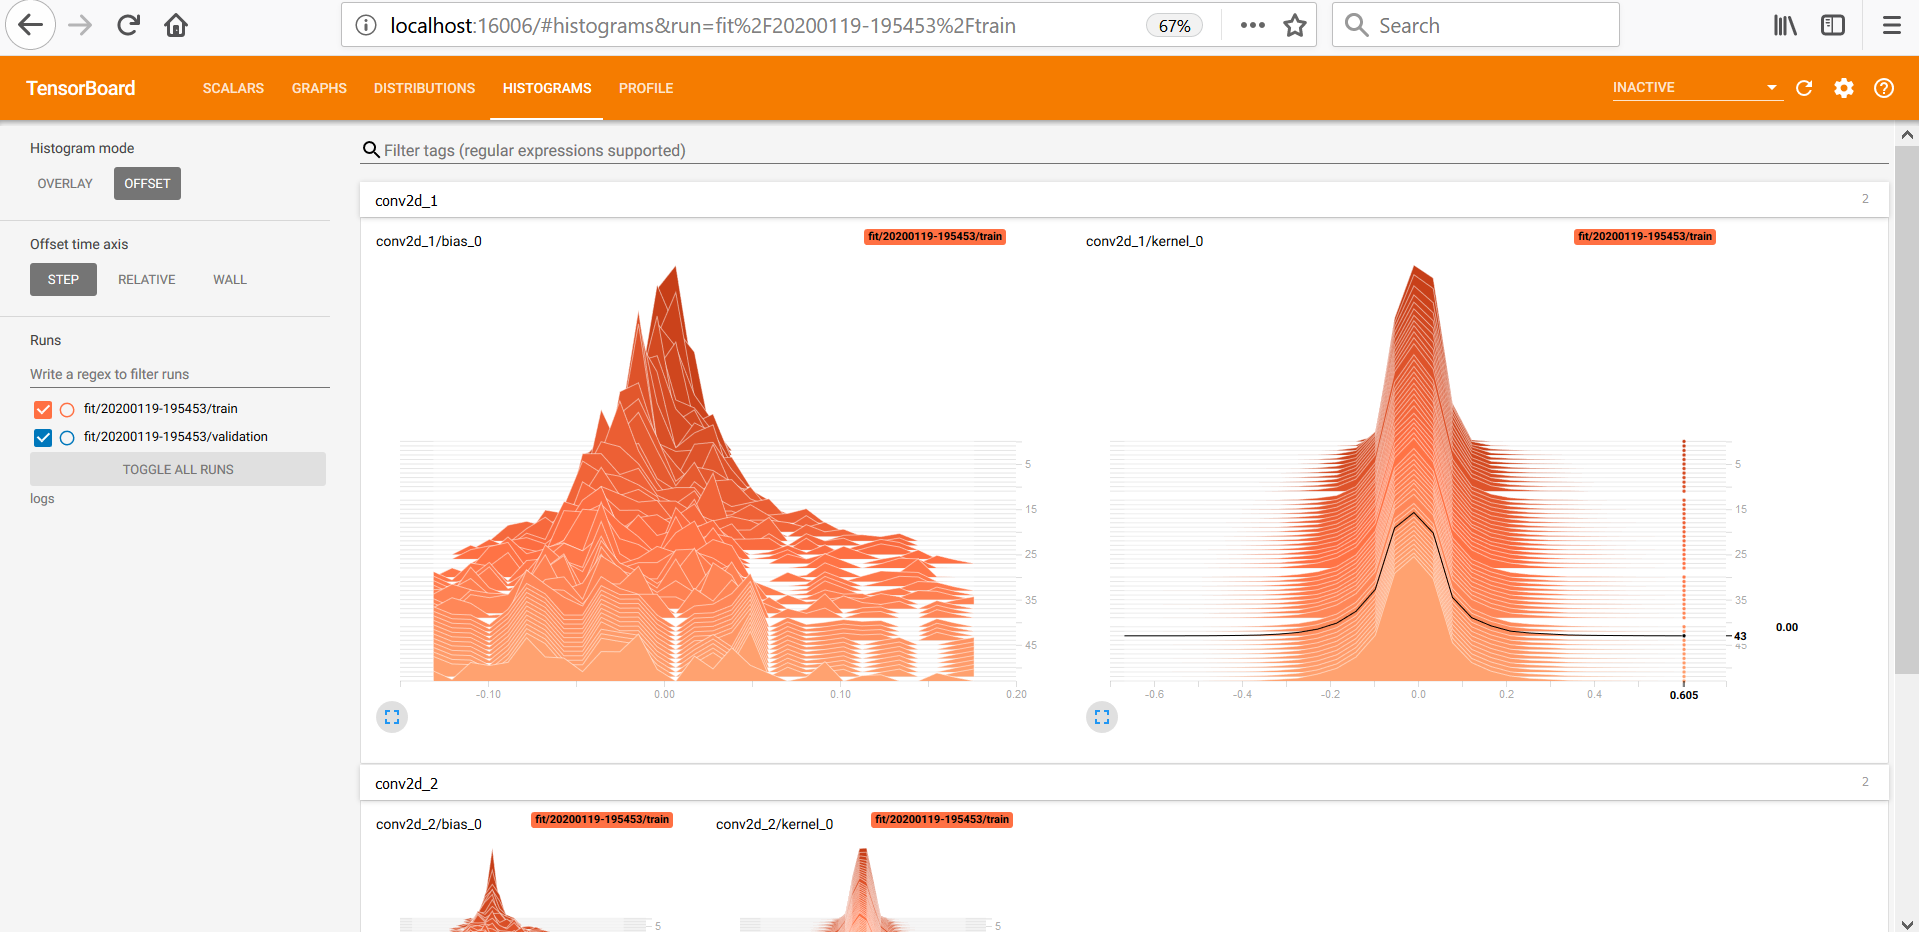 localhost:16006/#histograms&run=fit%2F20200119-195453%2Ftrain 67% Search
TensorBoard SCALARS GRAPHS DISTRIBUTIONS HISTOGRAMS PROFILE INACTIVE
Histogram mode
OVERLAY OFFSET
Offset time axis
STEP RELATIVE WALL
Runs
Write a regex to filter runs
fit/20200119-195453/train
fit/20200119-195453/validation
TOGGLE ALL RUNS
logs
Filter tags (regular expressions supported)
conv2d_1 2
conv2d_1/bias_0 fit/20200119-195453/train
5
15
25
35
45
-0.10 0.00 0.10 0.20
conv2d_1/kernel_0 fit/20200119-195453/train
5
15
25
35
43 0.00
45
-0.6 -0.4 -0.2 0.0 0.2 0.4 0.605
conv2d_2 2
conv2d_2/bias_0 fit/20200119-195453/train
5
conv2d_2/kernel_0 fit/20200119-195453/train
5